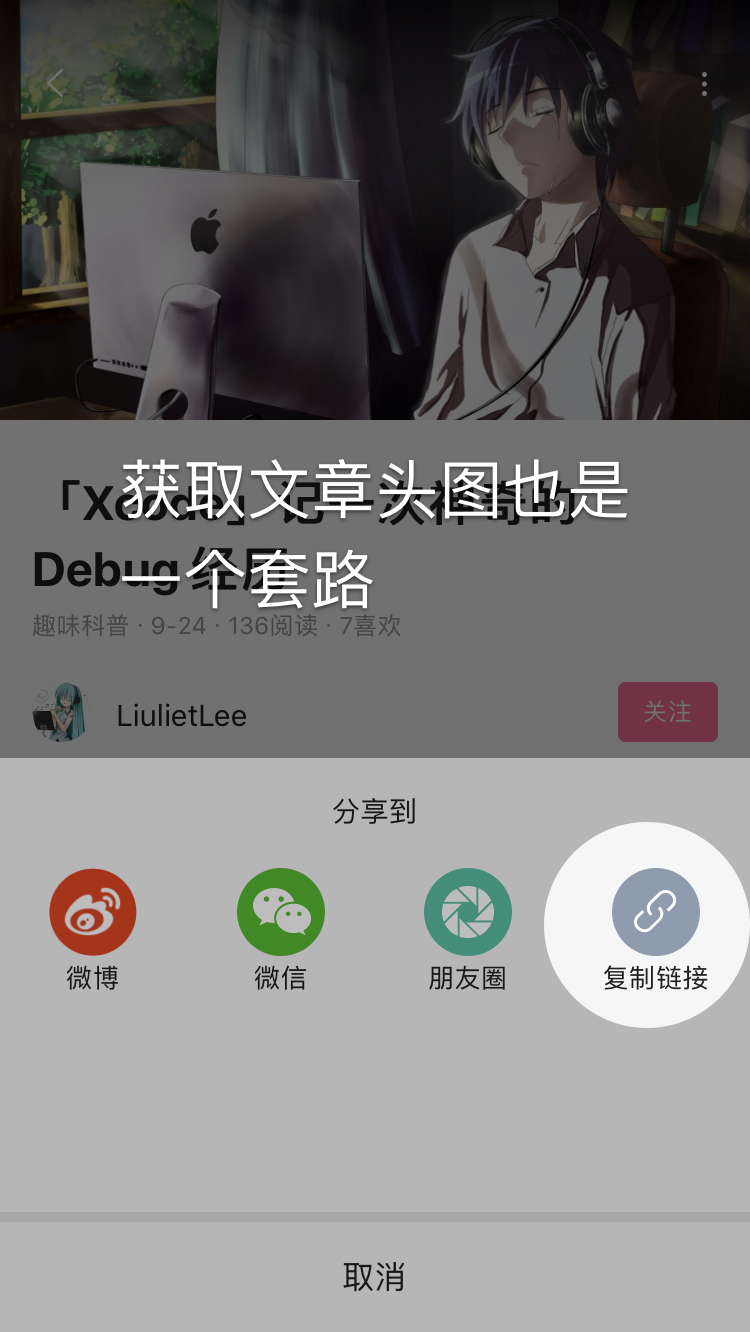 获取文章头图也是
一个套路
「Xcode」记一次神奇的
Debug 经历
趣味科普 · 9-24 · 136阅读 · 7喜欢
LiulietLee
关注
分享到
微博
微信
朋友圈
复制链接
取消